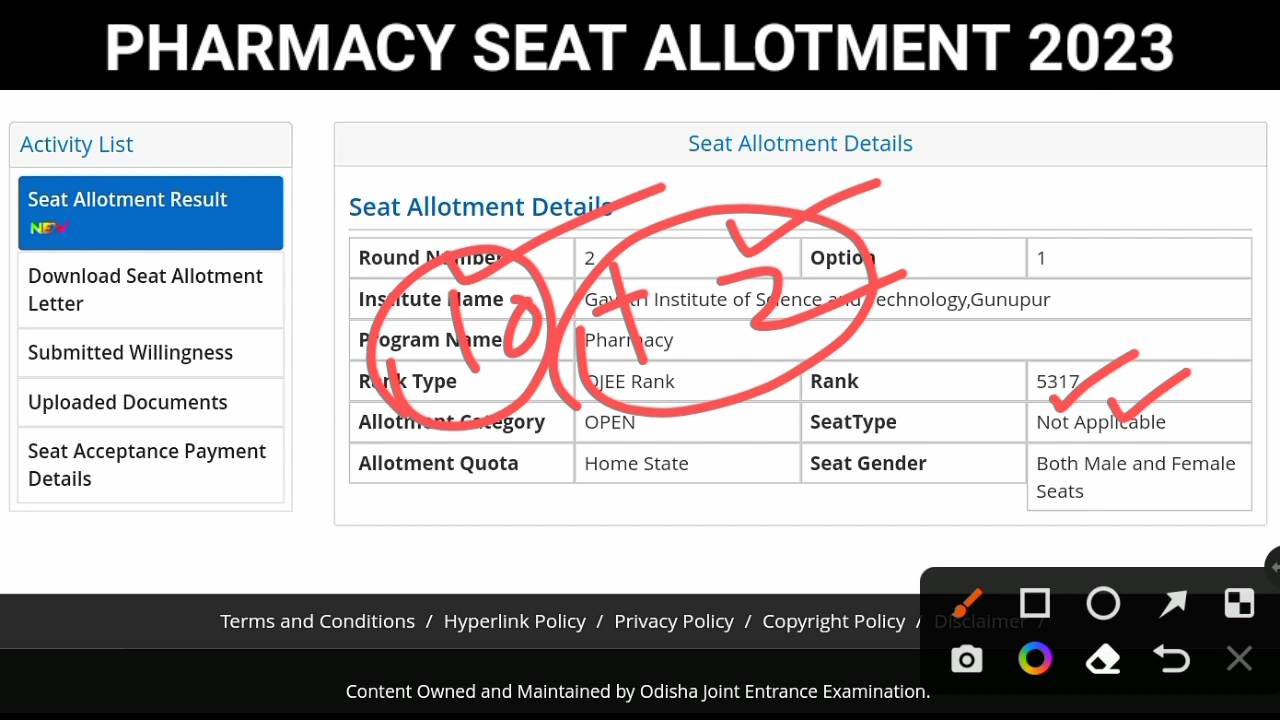 PHARMACY SEAT ALLOTMENT 2023
Activity List
Seat Allotment Result
NEW
Download Seat Allotment
Letter
Submitted Willingness
Uploaded Documents
Seat Acceptance Payment
Details
Seat Allotment Details
Seat Allotment Details
Round Number 2 Option 1
Institute Name Gayatri Institute of Science and Technology,Gunupur
Program Name Pharmacy
Rank Type OJEE Rank Rank 5317
Allotment Category OPEN SeatType Not Applicable
Allotment Quota Home State Seat Gender Both Male and Female
Seats
10 + 2
Terms and Conditions / Hyperlink Policy / Privacy Policy / Copyright Policy / Disclaimer /
Content Owned and Maintained by Odisha Joint Entrance Examination.